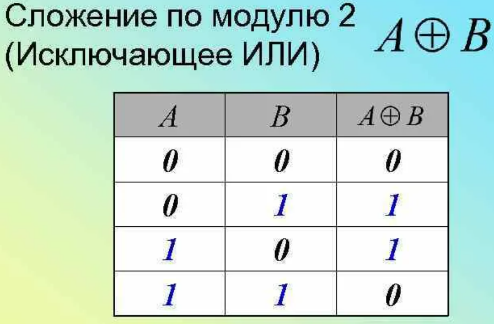 Сложение по модулю 2
(Исключающее ИЛИ)
A ⊕ B
A B A ⊕ B
0 0 0
0 1 1
1 0 1
1 1 0